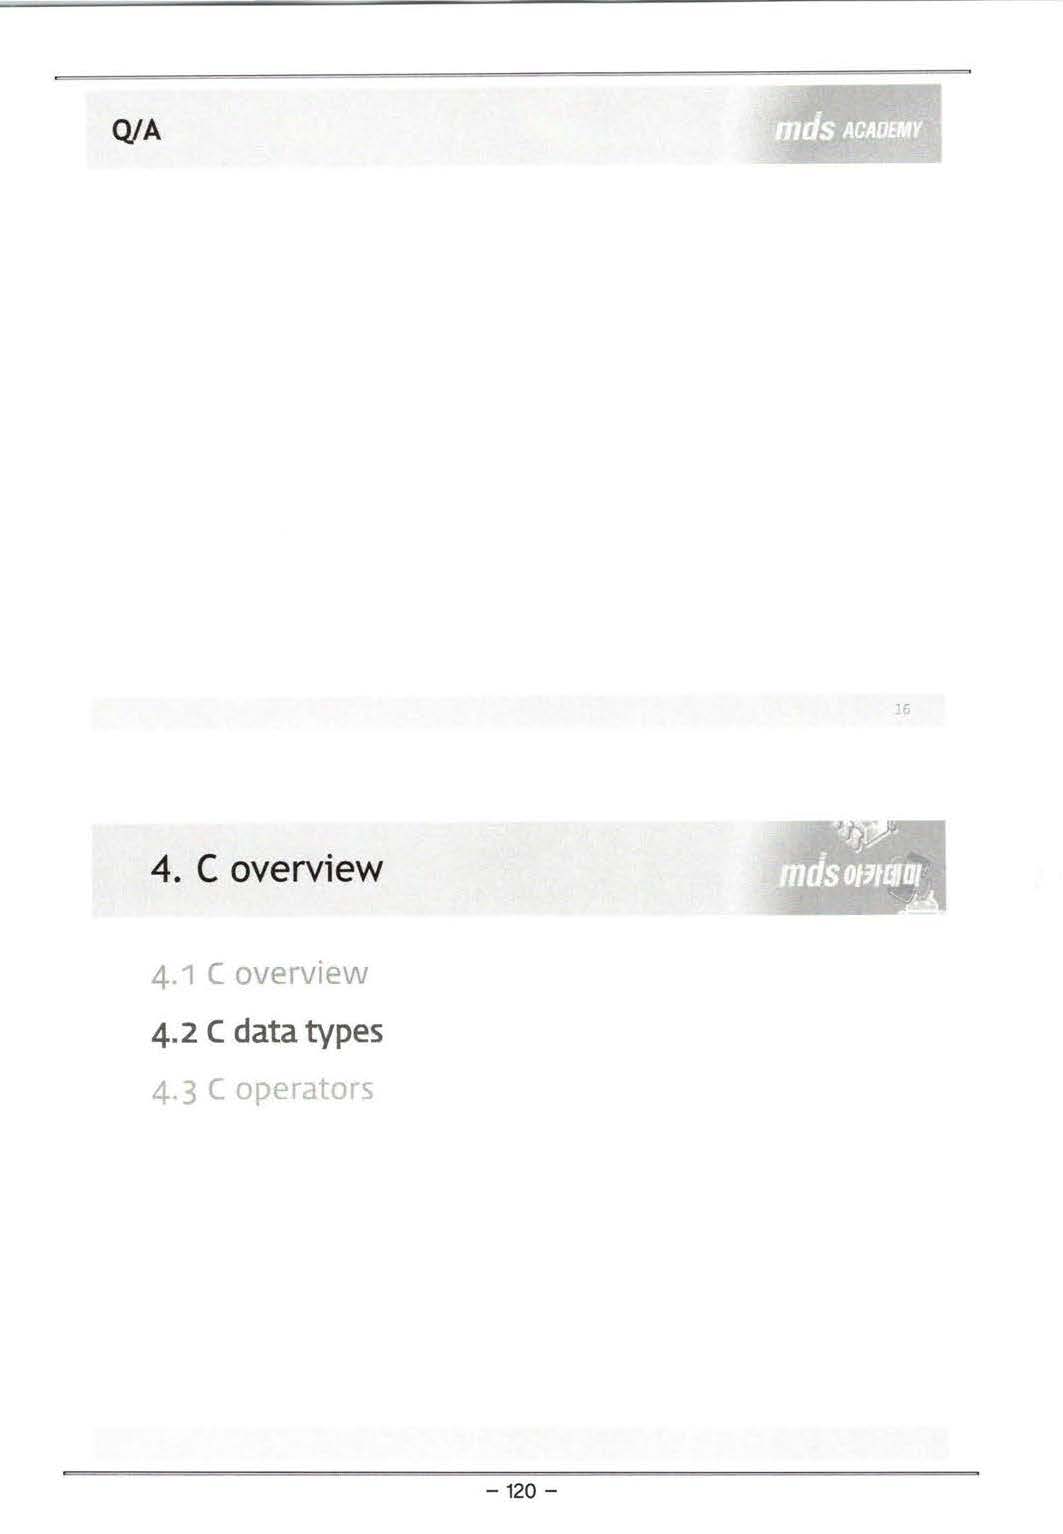 Q/A
mds ACADEMY
16
4. C overview
mds 아카데미
4.1 C overview
4.2 C data types
4.3 C operators
- 120 -